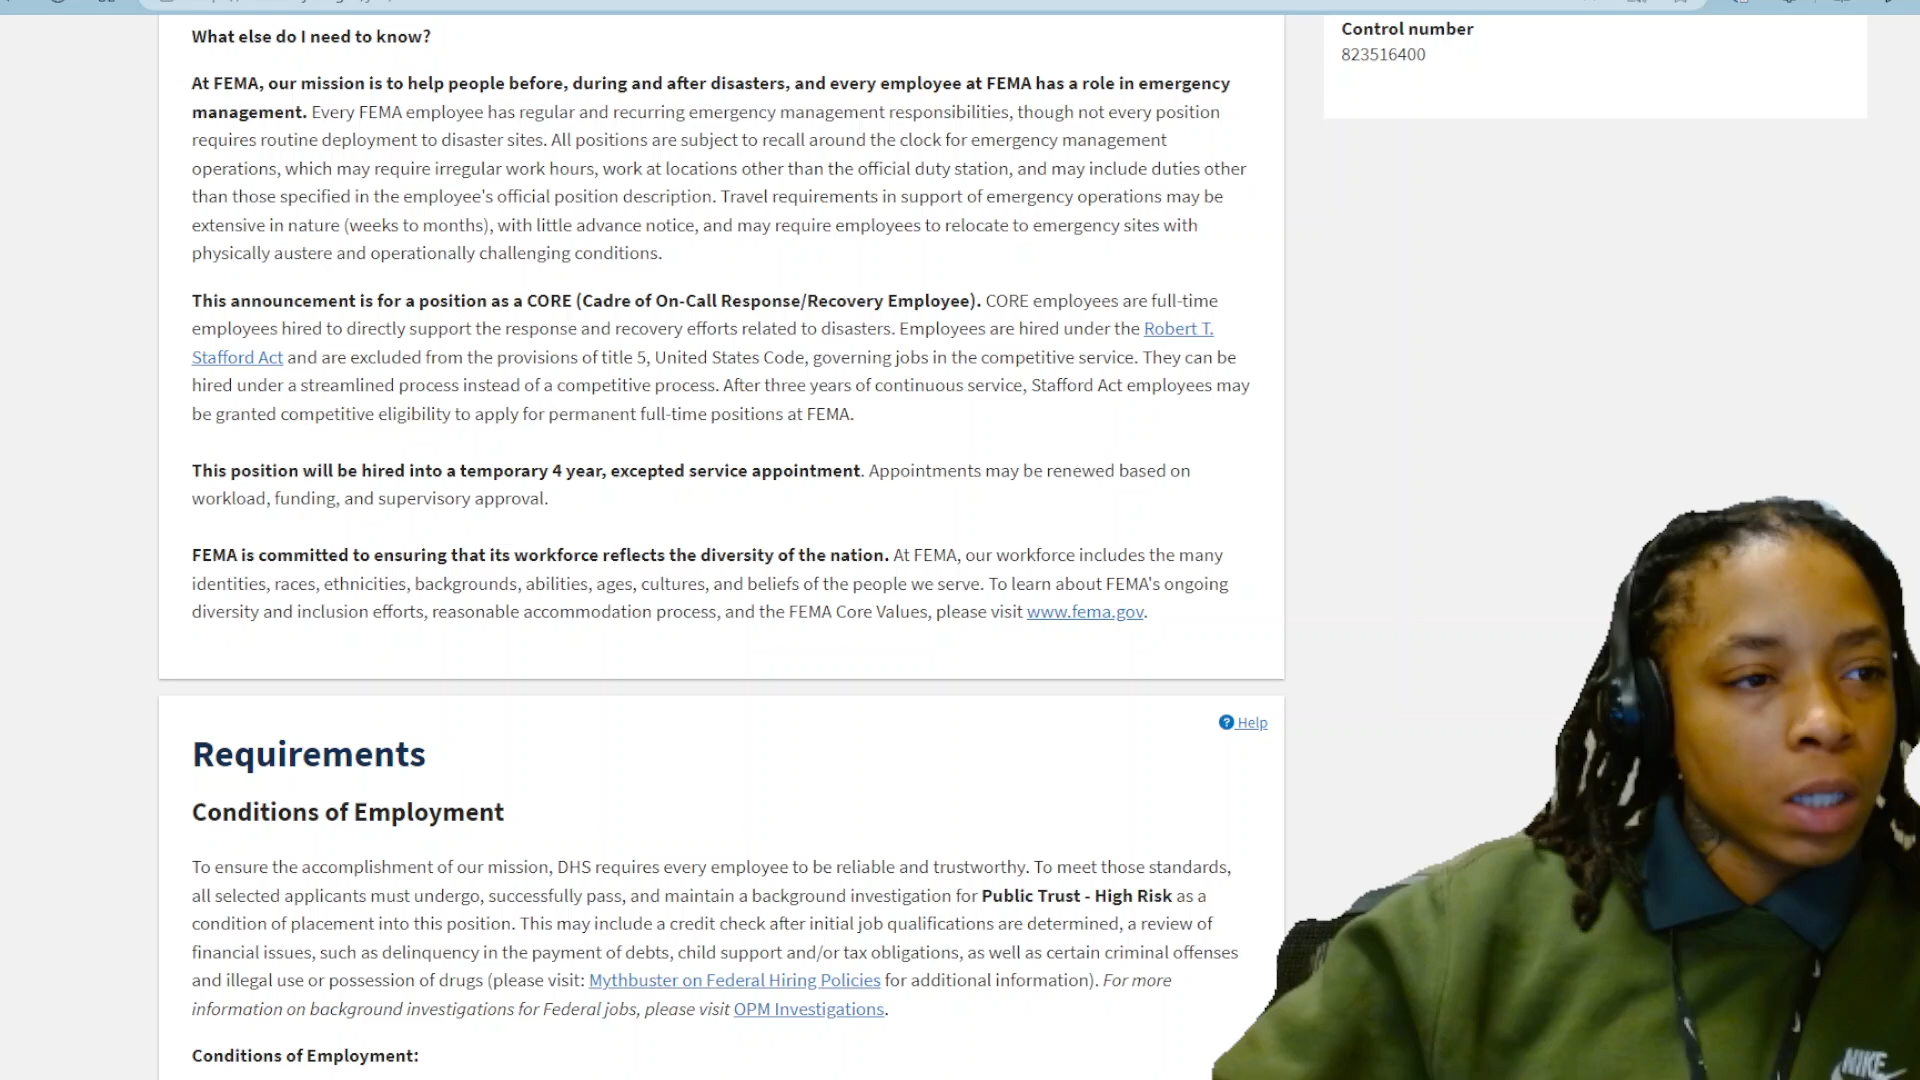 Control number
823516400
What else do I need to know?
At FEMA, our mission is to help people before, during and after disasters, and every employee at FEMA has a role in emergency
management. Every FEMA employee has regular and recurring emergency management responsibilities, though not every position
requires routine deployment to disaster sites. All positions are subject to recall around the clock for emergency management
operations, which may require irregular work hours, work at locations other than the official duty station, and may include duties other
than those specified in the employee's official position description. Travel requirements in support of emergency operations may be
extensive in nature (weeks to months), with little advance notice, and may require employees to relocate to emergency sites with
physically austere and operationally challenging conditions.
This announcement is for a position as a CORE (Cadre of On-Call Response/Recovery Employee). CORE employees are full-time
employees hired to directly support the response and recovery efforts related to disasters. Employees are hired under the Robert T.
Stafford Act and are excluded from the provisions of title 5, United States Code, governing jobs in the competitive service. They can be
hired under a streamlined process instead of a competitive process. After three years of continuous service, Stafford Act employees may
be granted competitive eligibility to apply for permanent full-time positions at FEMA.
This position will be hired into a temporary 4 year, excepted service appointment. Appointments may be renewed based on
workload, funding, and supervisory approval.
FEMA is committed to ensuring that its workforce reflects the diversity of the nation. At FEMA, our workforce includes the many
identities, races, ethnicities, backgrounds, abilities, ages, cultures, and beliefs of the people we serve. To learn about FEMA's ongoing
diversity and inclusion efforts, reasonable accommodation process, and the FEMA Core Values, please visit www.fema.gov.
Help
Requirements
Conditions of Employment
To ensure the accomplishment of our mission, DHS requires every employee to be reliable and trustworthy. To meet those standards,
all selected applicants must undergo, successfully pass, and maintain a background investigation for Public Trust - High Risk as a
condition of placement into this position. This may include a credit check after initial job qualifications are determined, a review of
financial issues, such as delinquency in the payment of debts, child support and/or tax obligations, as well as certain criminal offenses
and illegal use or possession of drugs (please visit: Mythbuster on Federal Hiring Policies for additional information). For more
information on background investigations for Federal jobs, please visit OPM Investigations.
Conditions of Employment:
NIKE